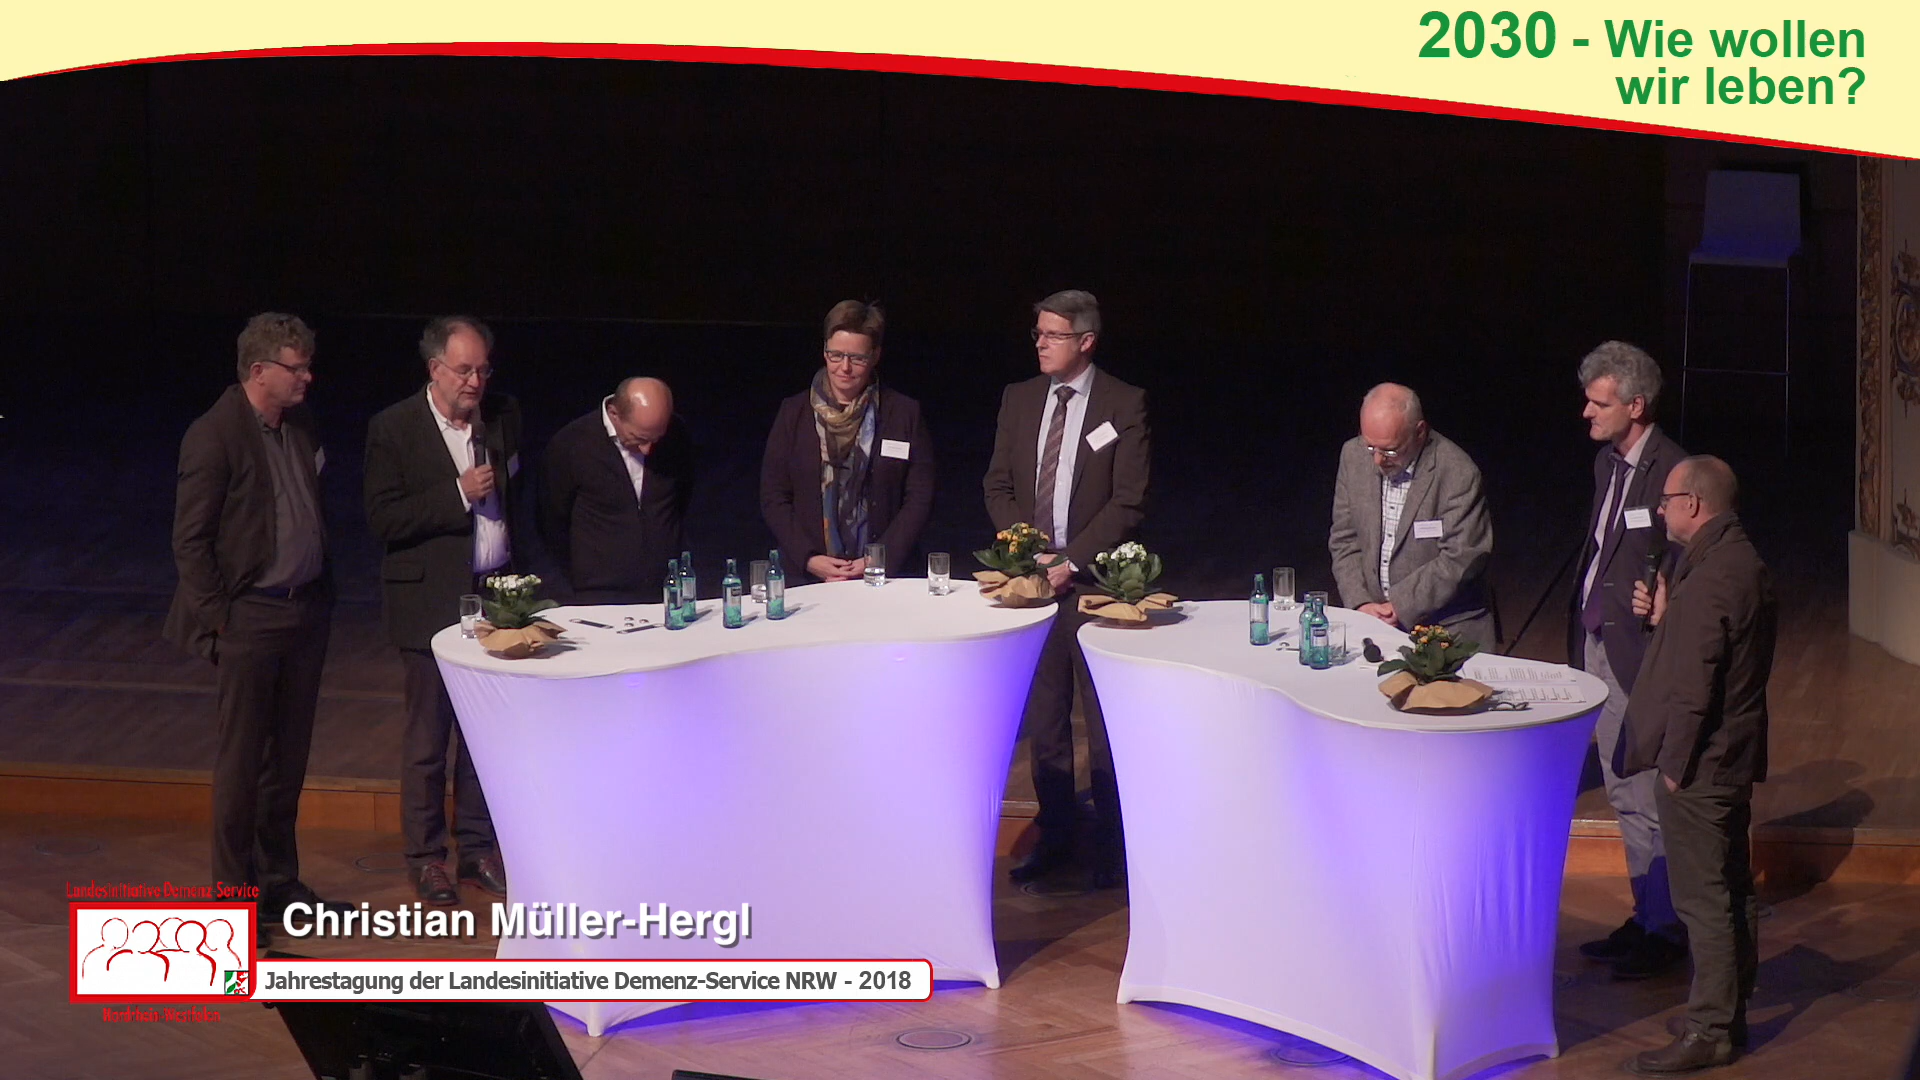 2030 - Wie wollen
wir leben?
Landesinitiative Demenz-Service
Christian Müller-Hergl
Jahrestagung der Landesinitiative Demenz-Service NRW - 2018
Nordrhein-Westfalen